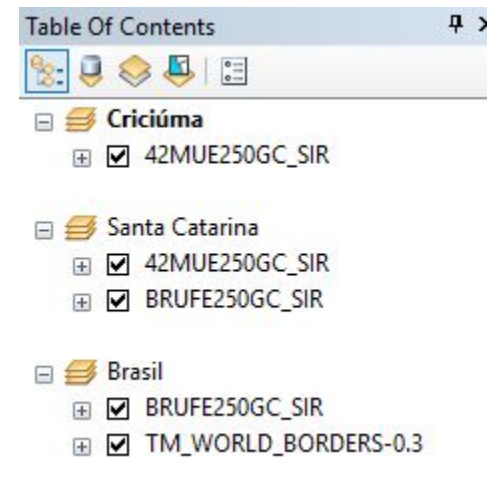 Table Of Contents
Criciúma
42MUE250GC_SIR
Santa Catarina
42MUE250GC_SIR
BRUFE250GC_SIR
Brasil
BRUFE250GC_SIR
TM_WORLD_BORDERS-0.3